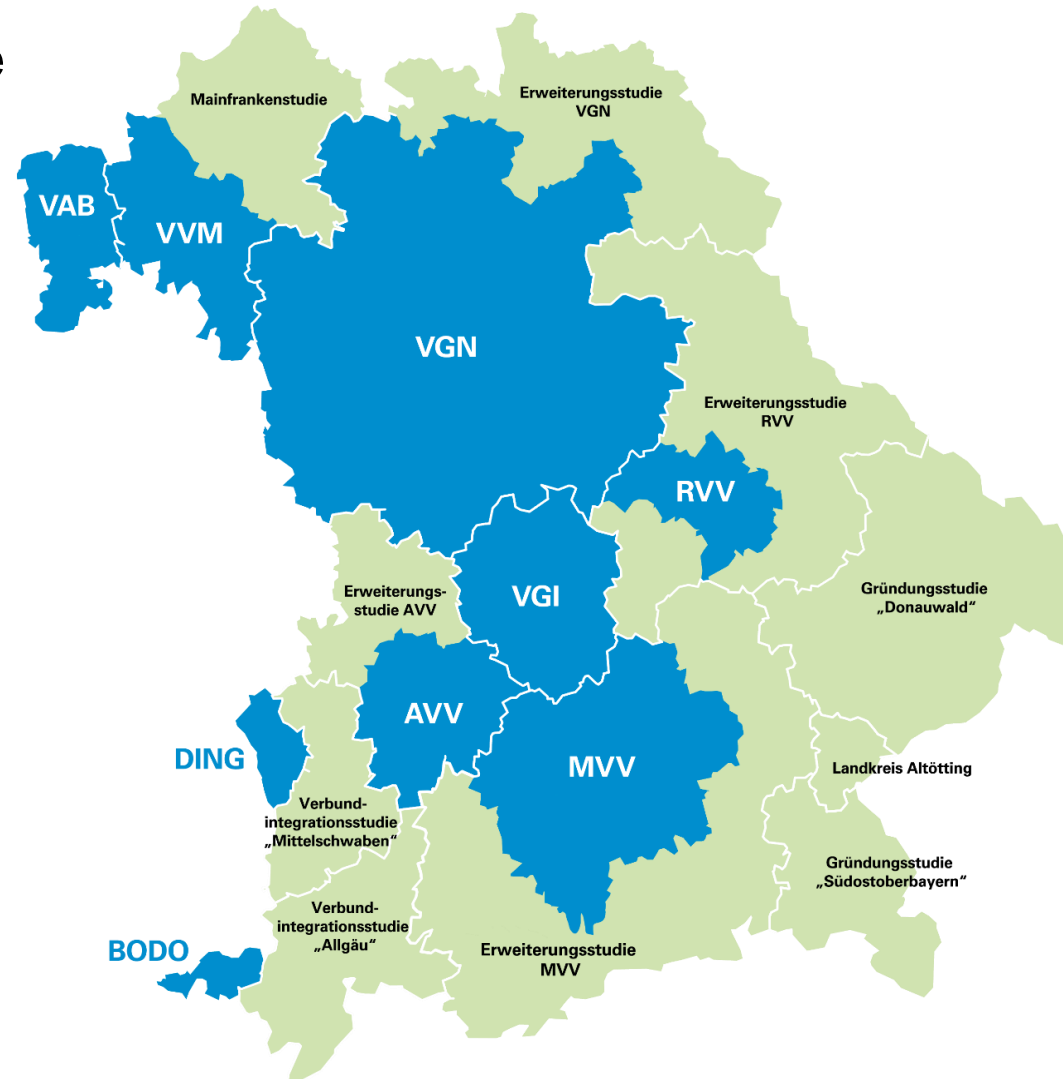 e
Mainfrankenstudie
Erweiterungsstudie
VGN
VAB
VVM
VGN
Erweiterungsstudie
RVV
RVV
Erweiterungs-
studie AVV
VGI
Gründungsstudie
„Donauwald“
AVV
DING
MVV
Landkreis Altötting
Verbund-
integrationsstudie
„Mittelschwaben“
Gründungsstudie
„Südostoberbayern“
Verbund-
integrationsstudie
„Allgäu“
BODO
Erweiterungsstudie
MVV